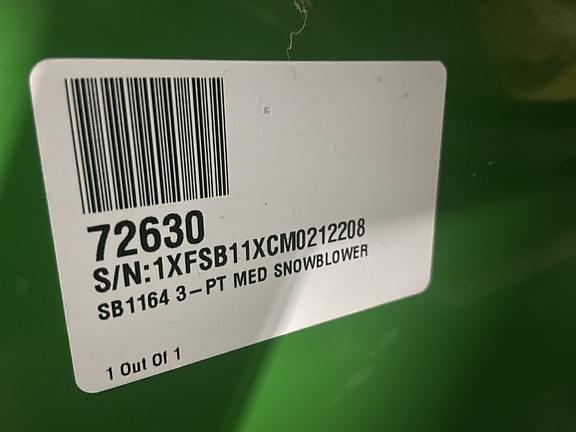 72630
S/N:1XFSB11XCM0212208
SB1164 3-PT MED SNOWBLOWER
1 Out Of 1